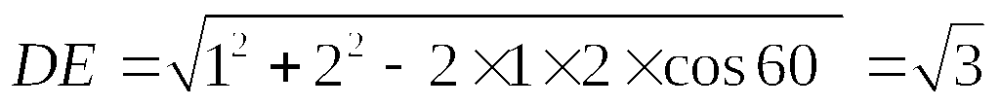 DE = √(1² + 2² - 2×1×2×cos 60) = √3